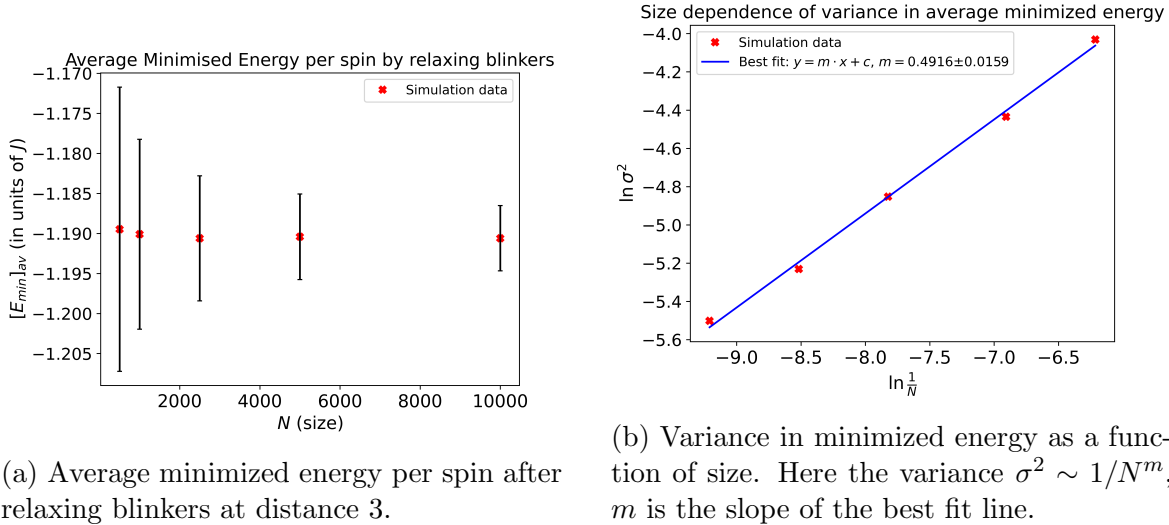 Average Minimised Energy per spin by relaxing blinkers
Simulation data
−1.170
−1.175
−1.180
−1.185
−1.190
−1.195
−1.200
−1.205
[E_{min}]_{av} (in units of J)
2000 4000 6000 8000 10000
N (size)
(a) Average minimized energy per spin after
relaxing blinkers at distance 3.
Size dependence of variance in average minimized energy
Simulation data
Best fit: y = m · x + c, m = 0.4916±0.0159
−4.0
−4.2
−4.4
−4.6
−4.8
−5.0
−5.2
−5.4
−5.6
ln σ²
−9.0 −8.5 −8.0 −7.5 −7.0 −6.5
ln 1/N
(b) Variance in minimized energy as a func-
tion of size. Here the variance σ² ∼ 1/N^m,
m is the slope of the best fit line.